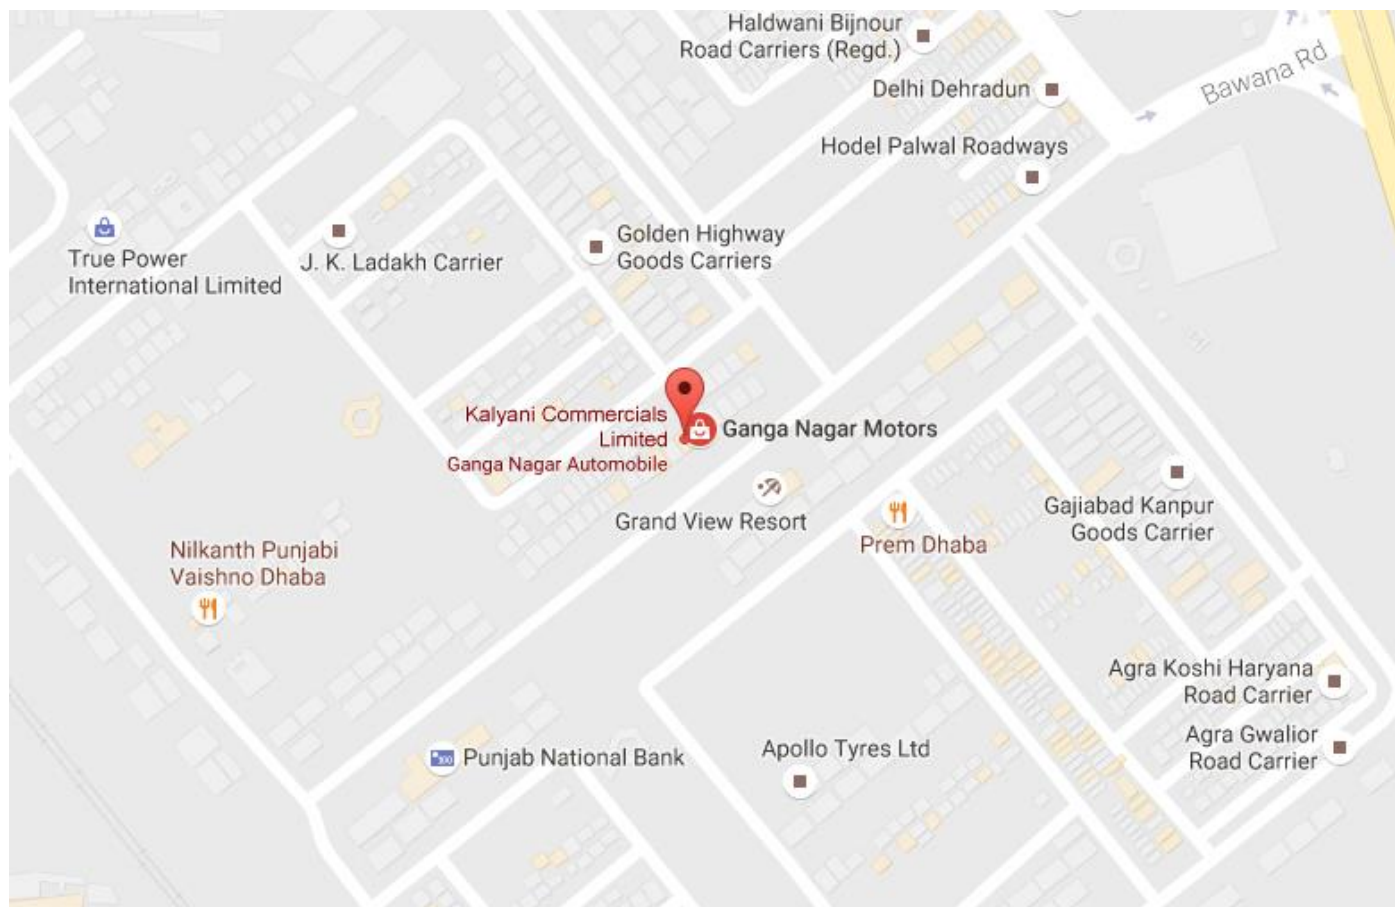 Haldwani Bijnour
Road Carriers (Regd.)
Delhi Dehradun
Bawana Rd
Hodel Palwal Roadways
Golden Highway
Goods Carriers
J. K. Ladakh Carrier
True Power
International Limited
Kalyani Commercials
Limited
Ganga Nagar Automobile
Ganga Nagar Motors
Grand View Resort
Prem Dhaba
Gajiabad Kanpur
Goods Carrier
Nilkanth Punjabi
Vaishno Dhaba
Agra Koshi Haryana
Road Carrier
Agra Gwalior
Road Carrier
Punjab National Bank
Apollo Tyres Ltd